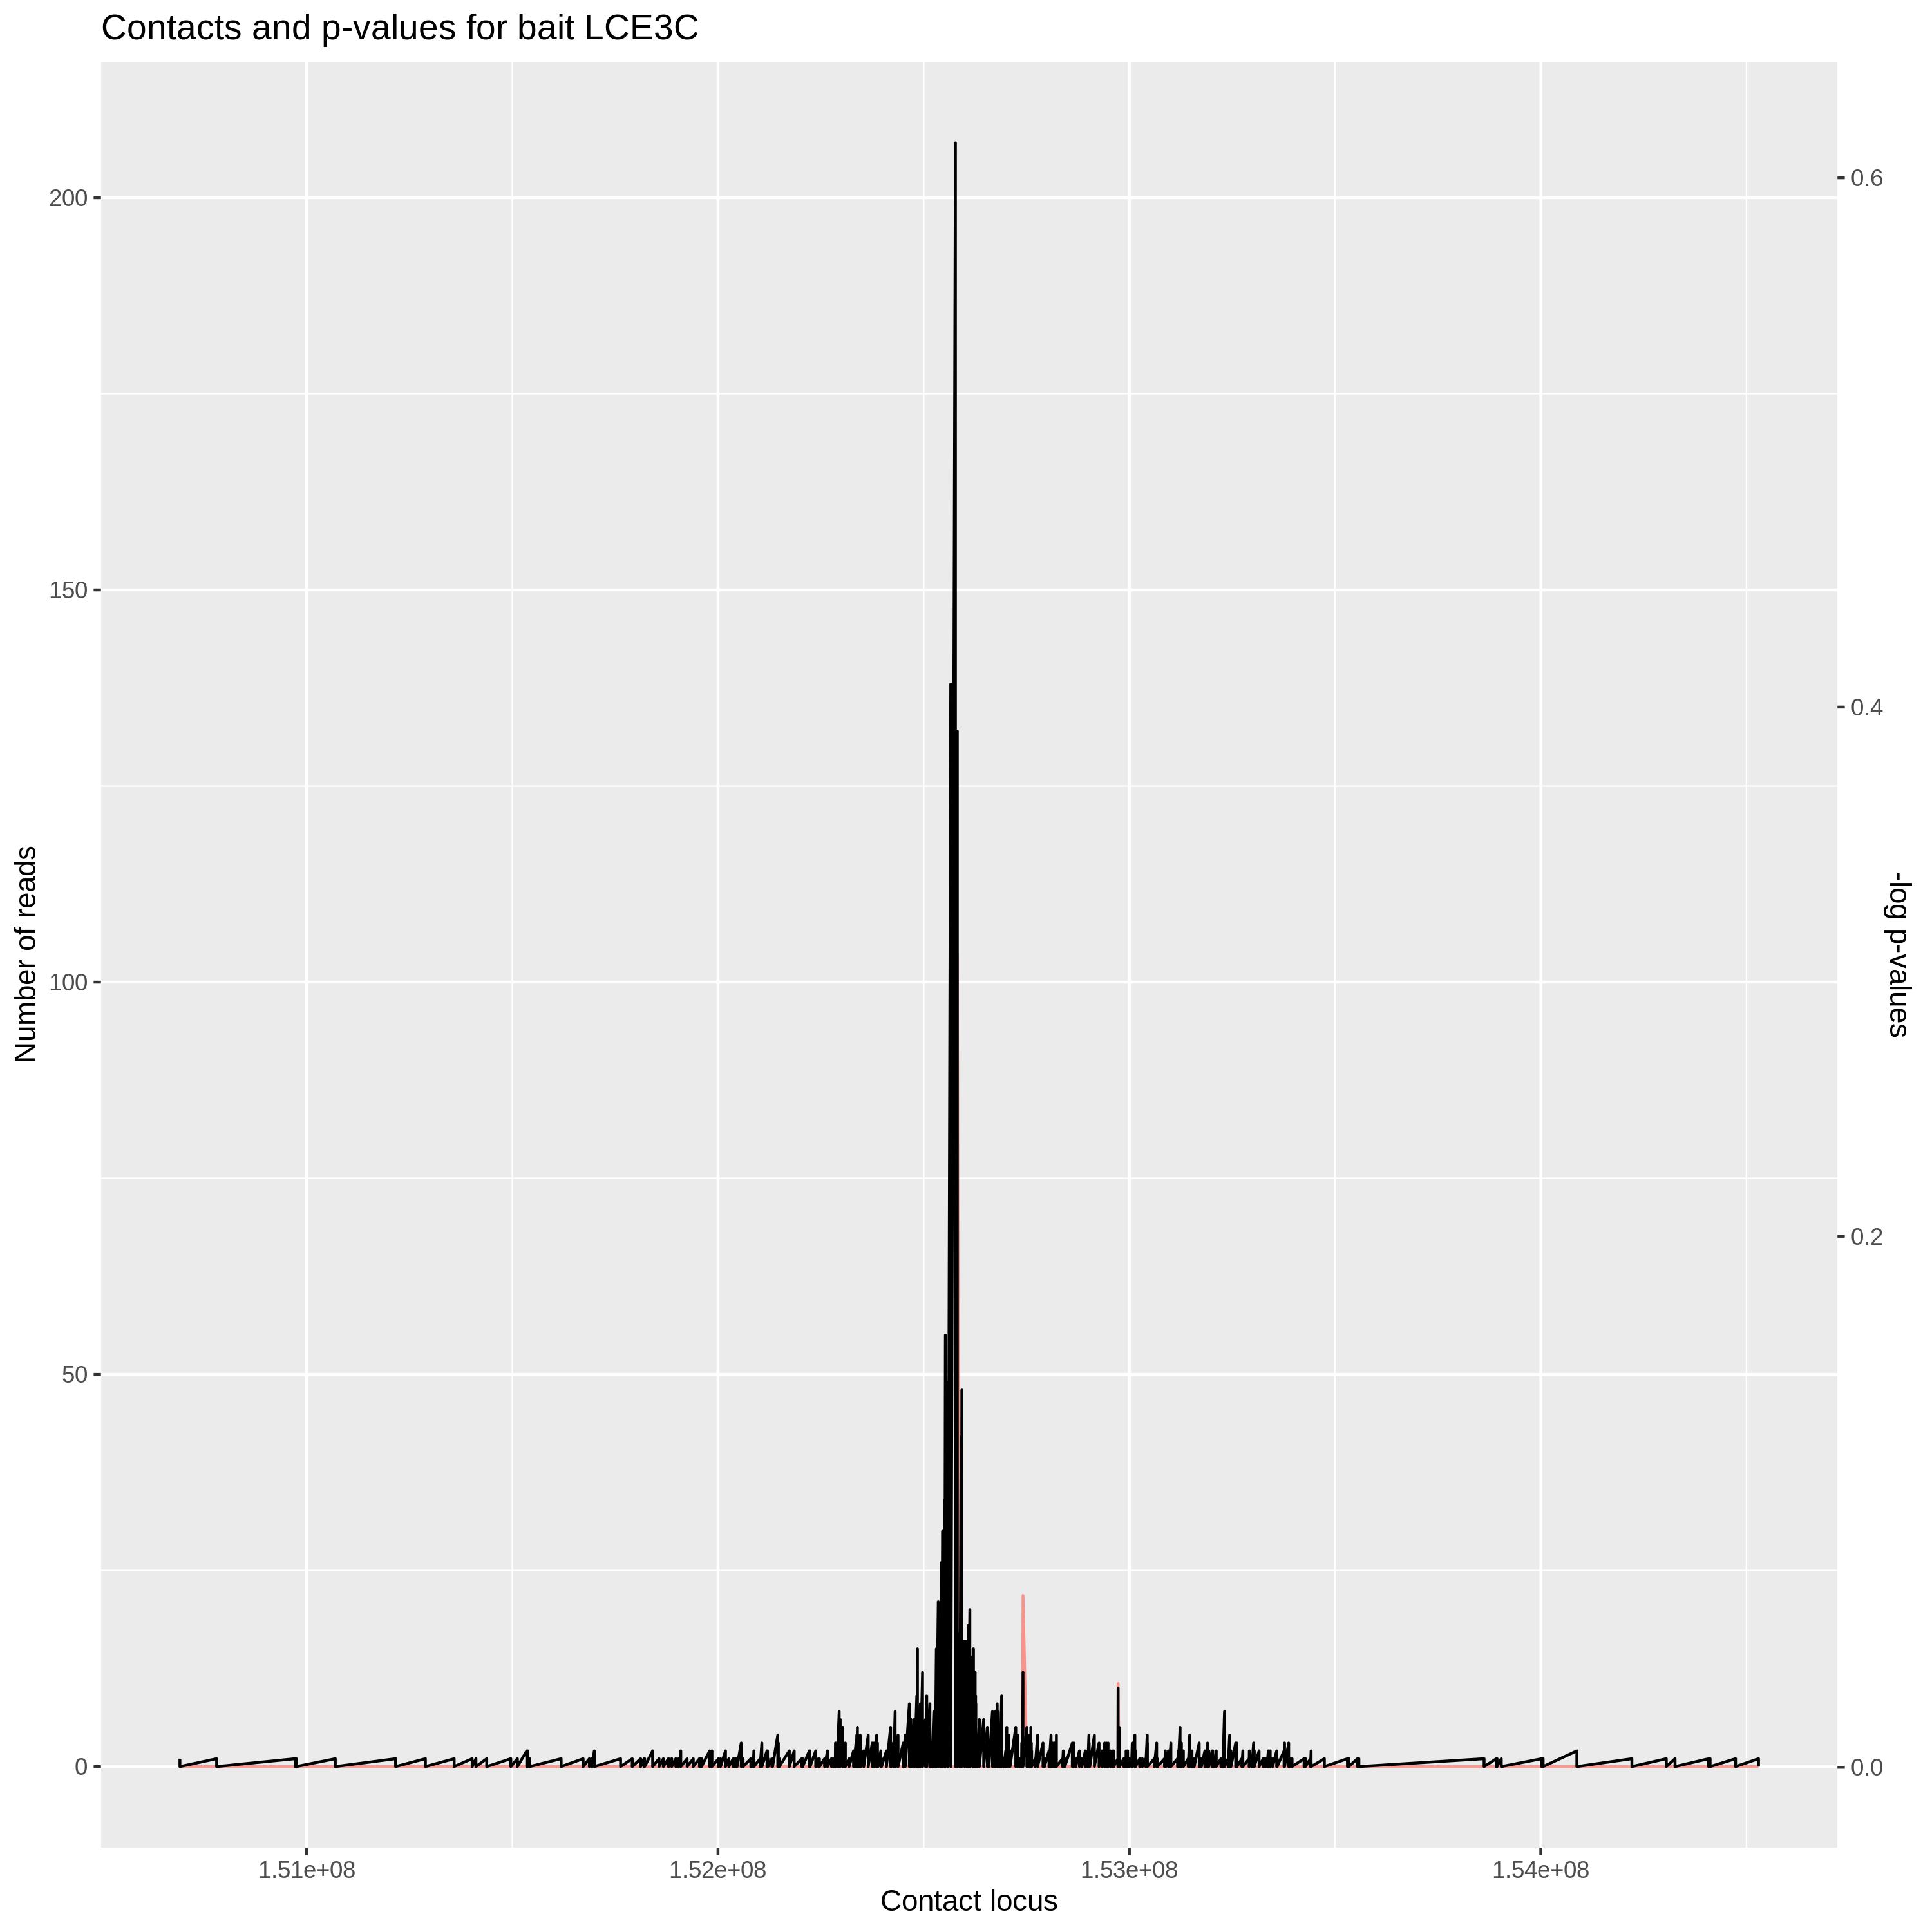 Contacts and p-values for bait LCE3C
Number of reads
200
150
100
50
0
0.6
0.4
0.2
0.0
-log p-values
1.51e+08
1.52e+08
1.53e+08
1.54e+08
Contact locus